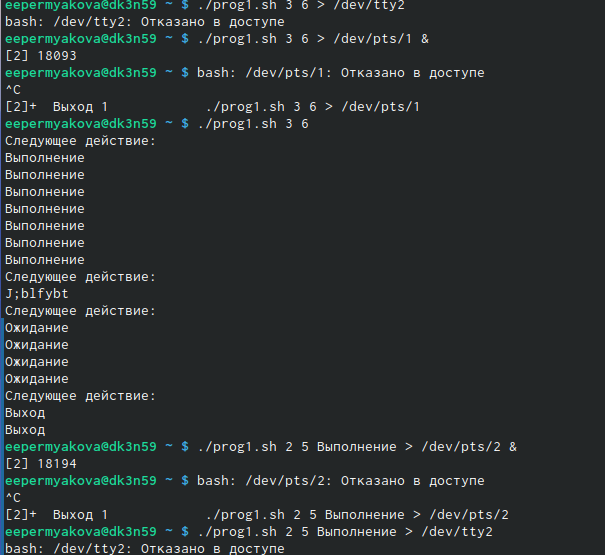 eepermyakova@dk3n59 ~ $ ./prog1.sh 3 6 > /dev/tty2
bash: /dev/tty2: Отказано в доступе
eepermyakova@dk3n59 ~ $ ./prog1.sh 3 6 > /dev/pts/1 &
[2] 18093
eepermyakova@dk3n59 ~ $ bash: /dev/pts/1: Отказано в доступе
^C
[2]+  Выход 1            ./prog1.sh 3 6 > /dev/pts/1
eepermyakova@dk3n59 ~ $ ./prog1.sh 3 6
Следующее действие:
Выполнение
Выполнение
Выполнение
Выполнение
Выполнение
Выполнение
Выполнение
Следующее действие:
J;blfybt
Следующее действие:
Ожидание
Ожидание
Ожидание
Ожидание
Следующее действие:
Выход
Выход
eepermyakova@dk3n59 ~ $ ./prog1.sh 2 5 Выполнение > /dev/pts/2 &
[2] 18194
eepermyakova@dk3n59 ~ $ bash: /dev/pts/2: Отказано в доступе
^C
[2]+  Выход 1            ./prog1.sh 2 5 Выполнение > /dev/pts/2
eepermyakova@dk3n59 ~ $ ./prog1.sh 2 5 Выполнение > /dev/tty2
bash: /dev/tty2: Отказано в доступе